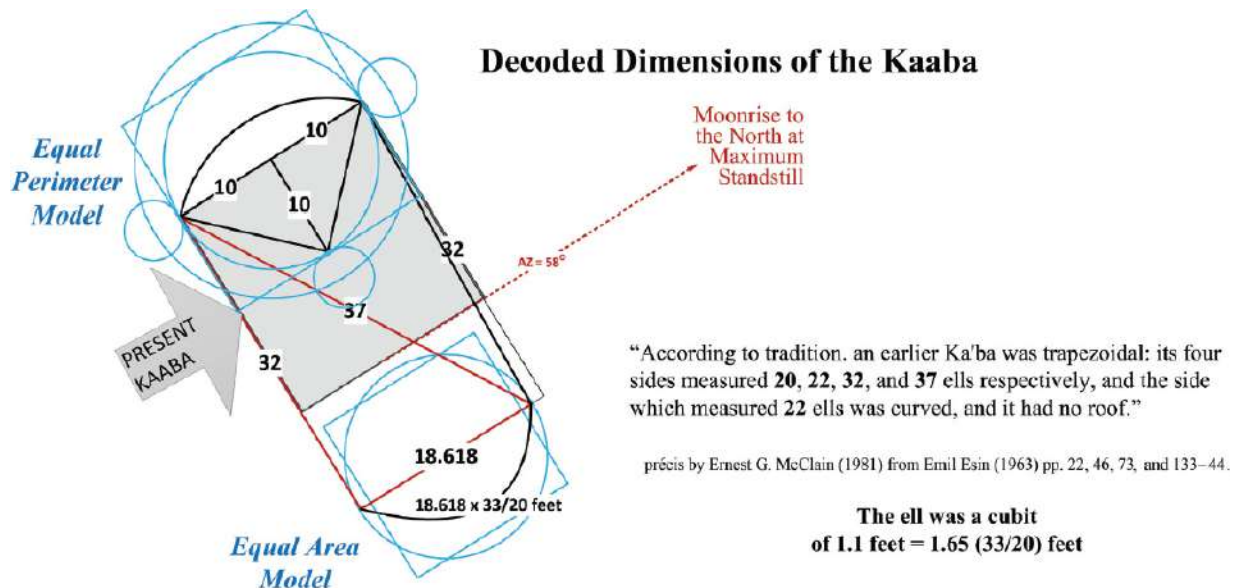 Decoded Dimensions of the Kaaba
Moonrise to
the North at
Maximum
Standstill
Equal
Perimeter
Model
10
10
10
32
AZ = 58°
37
PRESENT
KAABA
32
18.618
18.618 x 33/20 feet
Equal Area
Model
“According to tradition. an earlier Ka'ba was trapezoidal: its four
sides measured 20, 22, 32, and 37 ells respectively, and the side
which measured 22 ells was curved, and it had no roof.”
précis by Ernest G. McClain (1981) from Emil Esin (1963) pp. 22, 46, 73, and 133–44.
The ell was a cubit
of 1.1 feet = 1.65 (33/20) feet